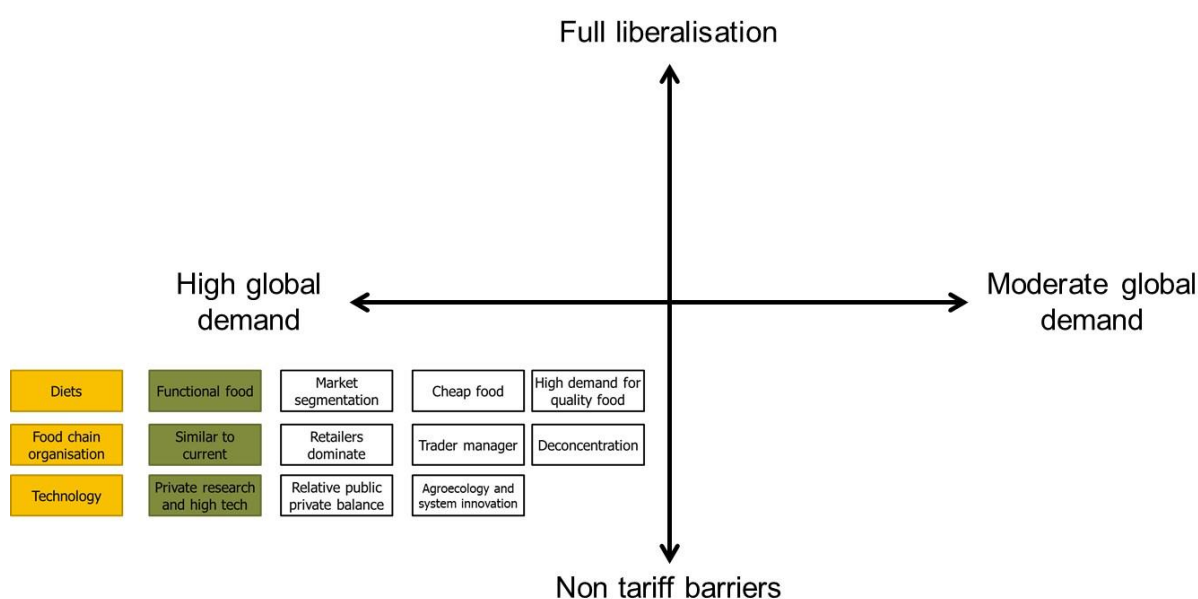 Full liberalisation
High global
demand
Moderate global
demand
Diets
Functional food
Market
segmentation
Cheap food
High demand for
quality food
Food chain
organisation
Similar to
current
Retailers
dominate
Trader manager
Deconcentration
Technology
Private research
and high tech
Relative public
private balance
Agroecology and
system innovation
Non tariff barriers